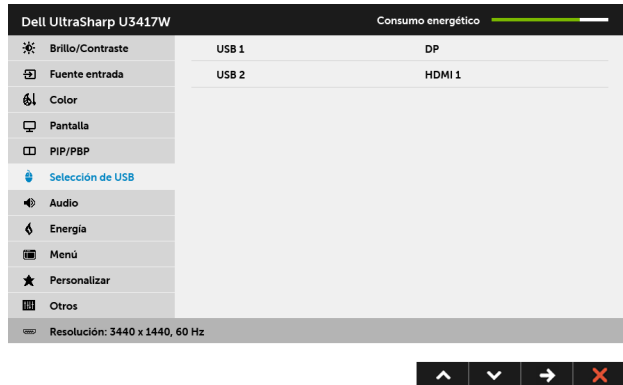 Dell UltraSharp U3417W
Consumo energético
Brillo/Contraste
USB 1 DP
Fuente entrada
USB 2 HDMI 1
Color
Pantalla
PIP/PBP
Selección de USB
Audio
Energía
Menú
Personalizar
Otros
Resolución: 3440 x 1440, 60 Hz